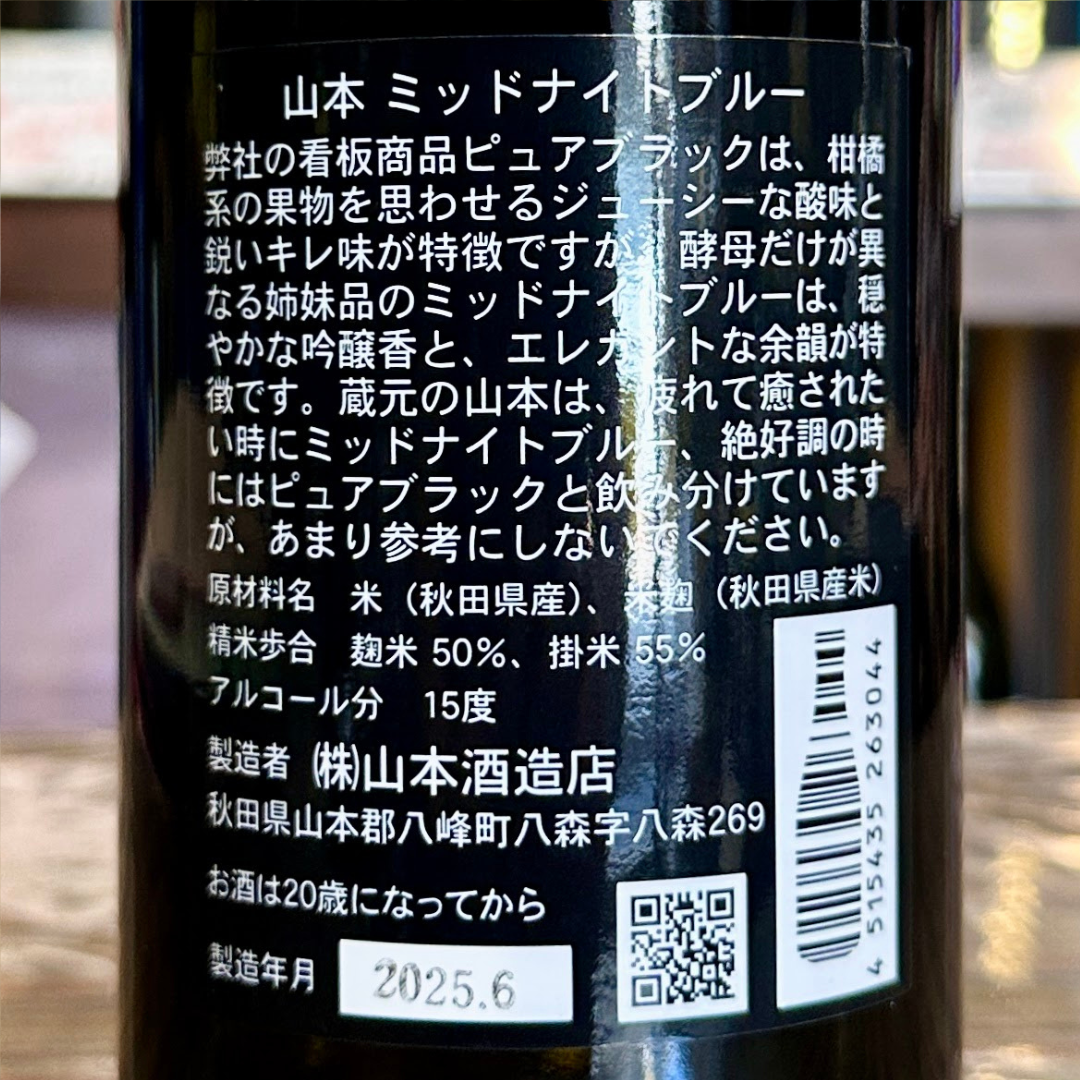 山本 ミッドナイトブルー
弊社の看板商品ピュアブラックは、柑橘
系の果物を思わせるジューシーな酸味と
鋭いキレ味が特徴ですが、酵母だけが異
なる姉妹品のミッドナイトブルーは、穏
やかな吟醸香と、エレガントな余韻が特
徴です。蔵元の山本は、疲れて癒された
い時にミッドナイトブルー、絶好調の時
にはピュアブラックと飲み分けています
が、あまり参考にしないでください。
原材料名 米（秋田県産）、米麹（秋田県産米）
精米歩合 麹米 50%、掛米 55%
アルコール分 15度
製造者 ㈱山本酒造店
秋田県山本郡八峰町八森字八森269
お酒は20歳になってから
製造年月 2025.6
4 515435 263044